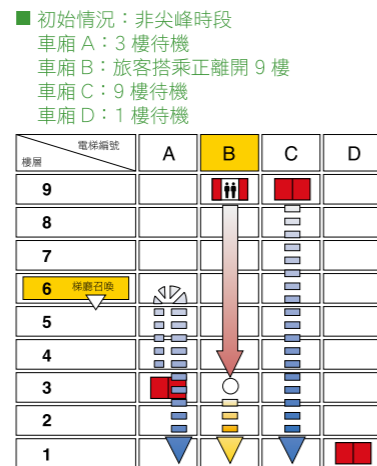 ■ 初始情況：非尖峰時段
車廂 A：3 樓待機
車廂 B：旅客搭乘正離開 9 樓
車廂 C：9 樓待機
車廂 D：1 樓待機
電梯編號
樓層
A B C D
9
8
7
6 梯廳召喚
5
4
3
2
1